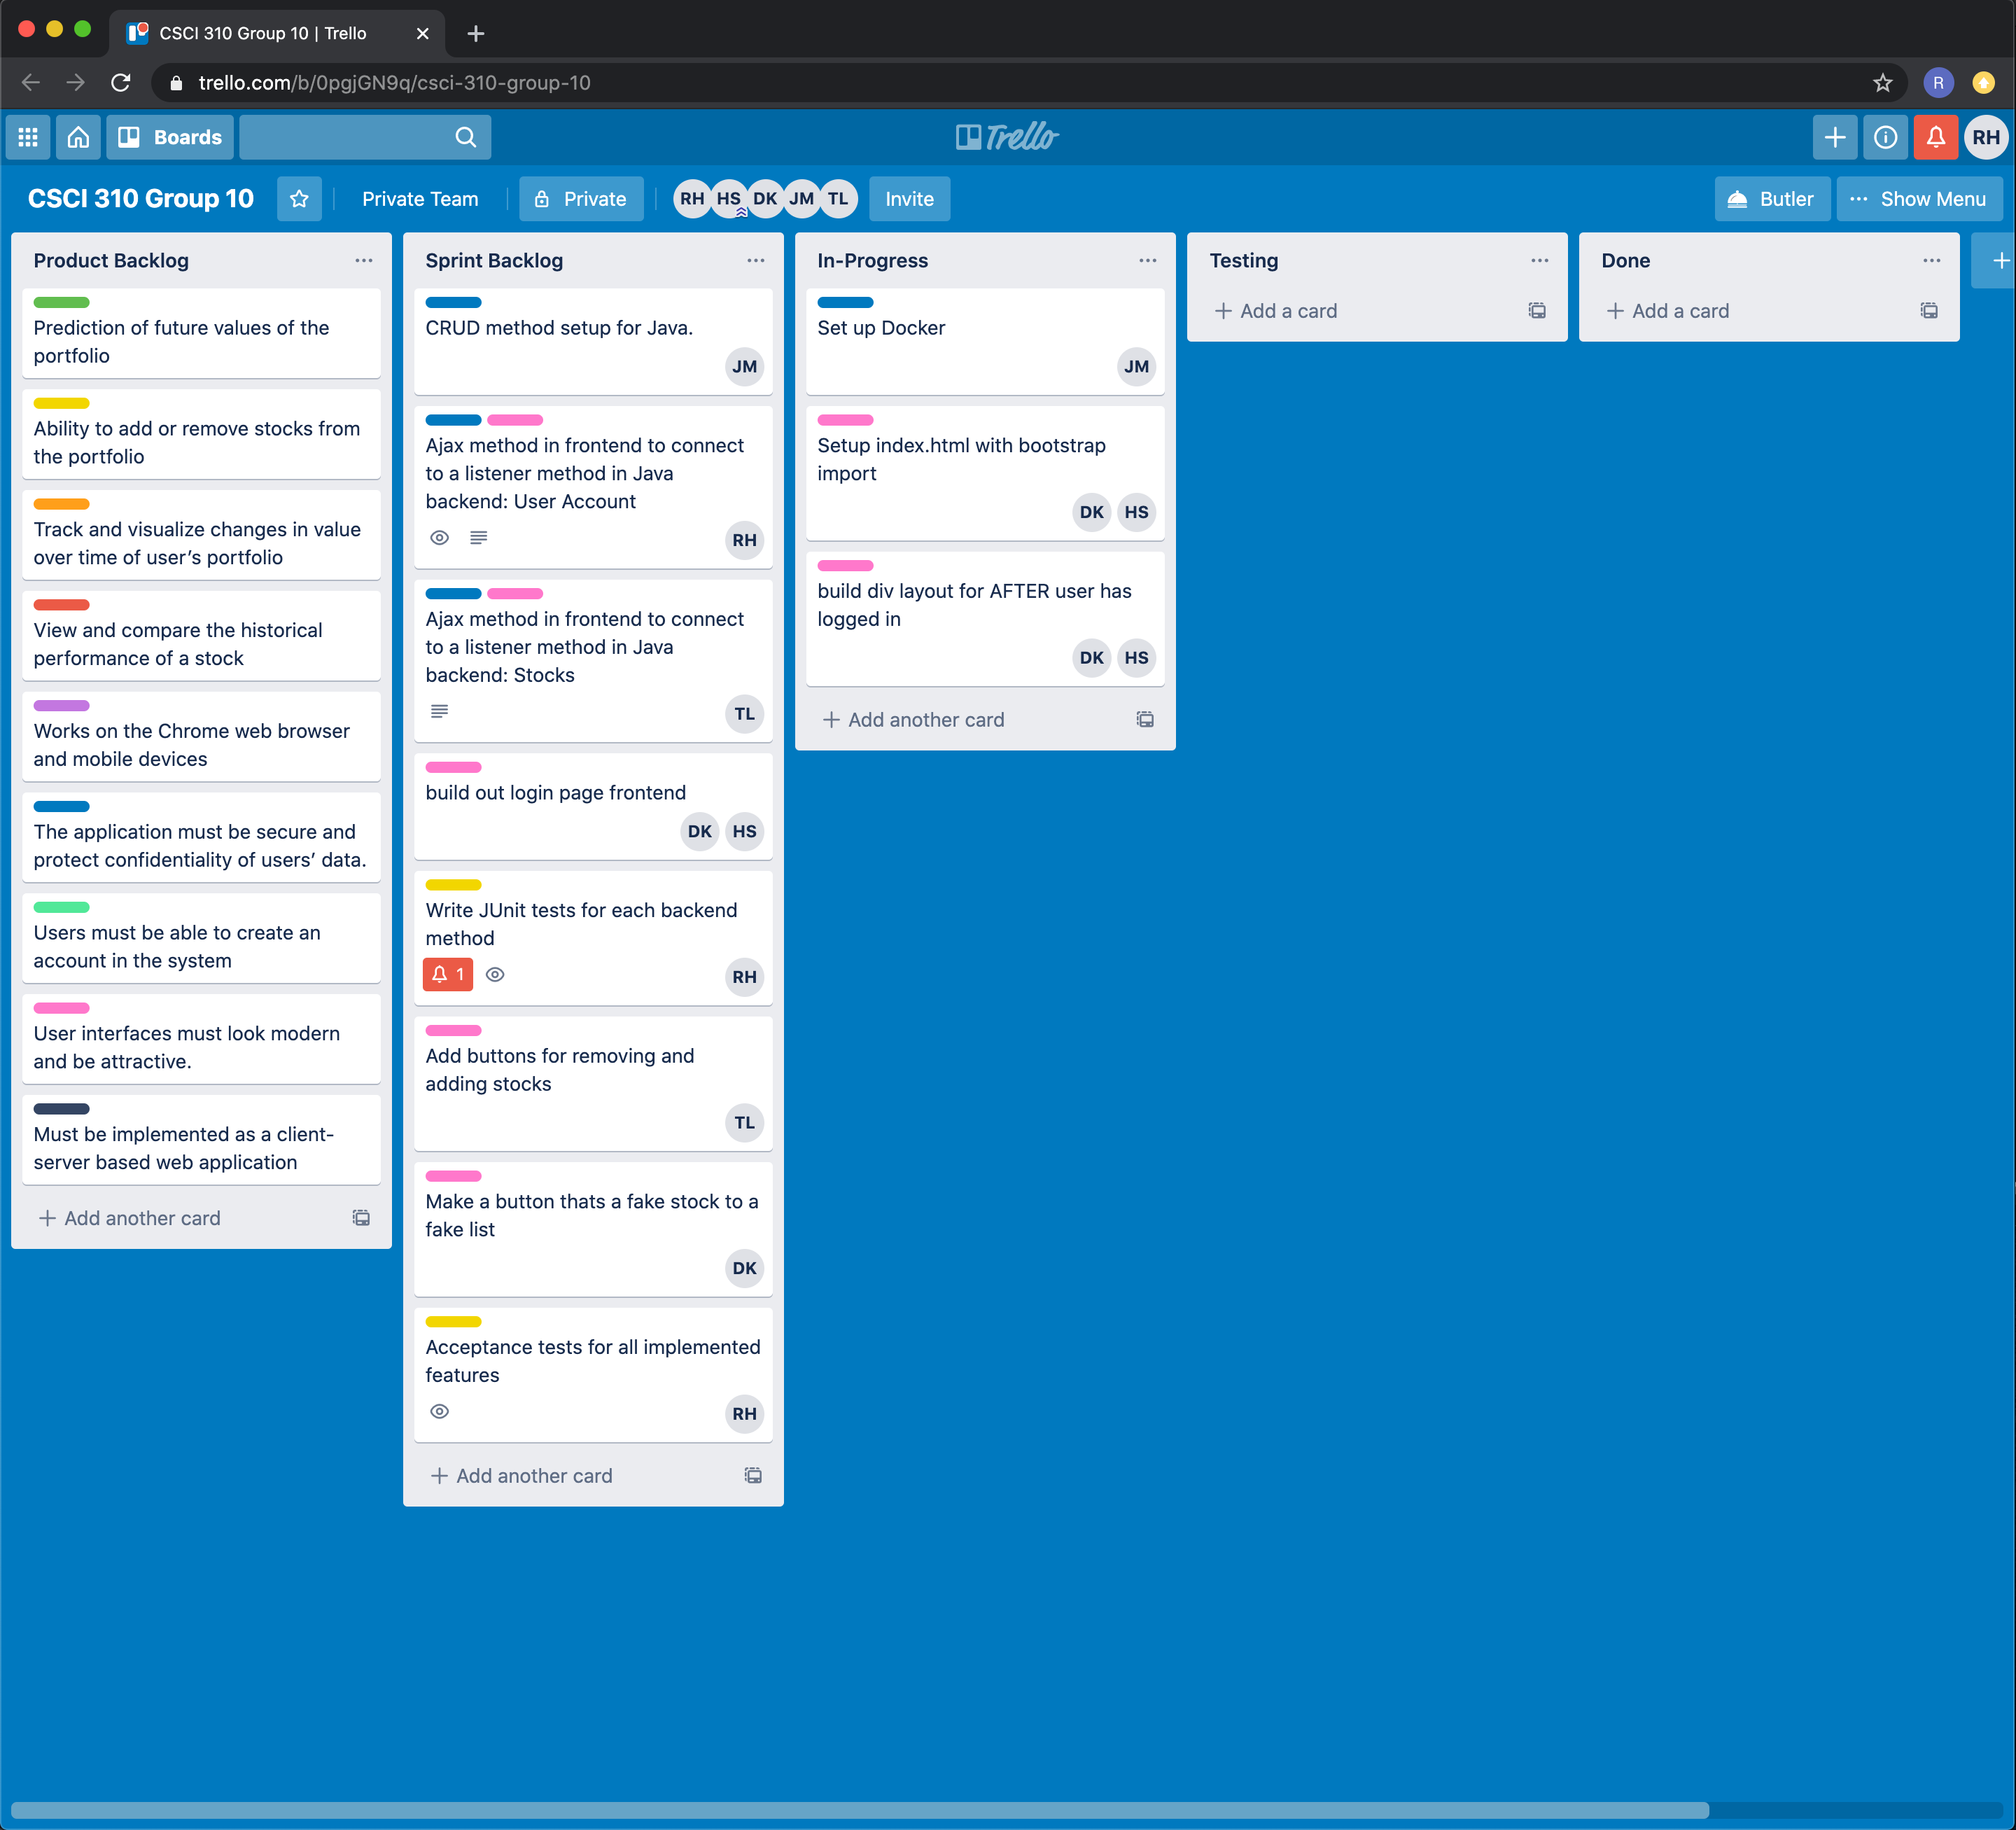 CSCI 310 Group 10 | Trello
trello.com/b/0pgjGN9q/csci-310-group-10
R
Boards
Trello
RH
CSCI 310 Group 10
Private Team
Private
RH HS DK JM TL
Invite
Butler
Show Menu
Product Backlog
Prediction of future values of the
portfolio
Ability to add or remove stocks from
the portfolio
Track and visualize changes in value
over time of user’s portfolio
View and compare the historical
performance of a stock
Works on the Chrome web browser
and mobile devices
The application must be secure and
protect confidentiality of users’ data.
Users must be able to create an
account in the system
User interfaces must look modern
and be attractive.
Must be implemented as a client-
server based web application
Add another card
Sprint Backlog
CRUD method setup for Java.
JM
Ajax method in frontend to connect
to a listener method in Java
backend: User Account
RH
Ajax method in frontend to connect
to a listener method in Java
backend: Stocks
TL
build out login page frontend
DK HS
Write JUnit tests for each backend
method
1
RH
Add buttons for removing and
adding stocks
TL
Make a button thats a fake stock to a
fake list
DK
Acceptance tests for all implemented
features
RH
Add another card
In-Progress
Set up Docker
JM
Setup index.html with bootstrap
import
DK HS
build div layout for AFTER user has
logged in
DK HS
Add another card
Testing
Add a card
Done
Add a card